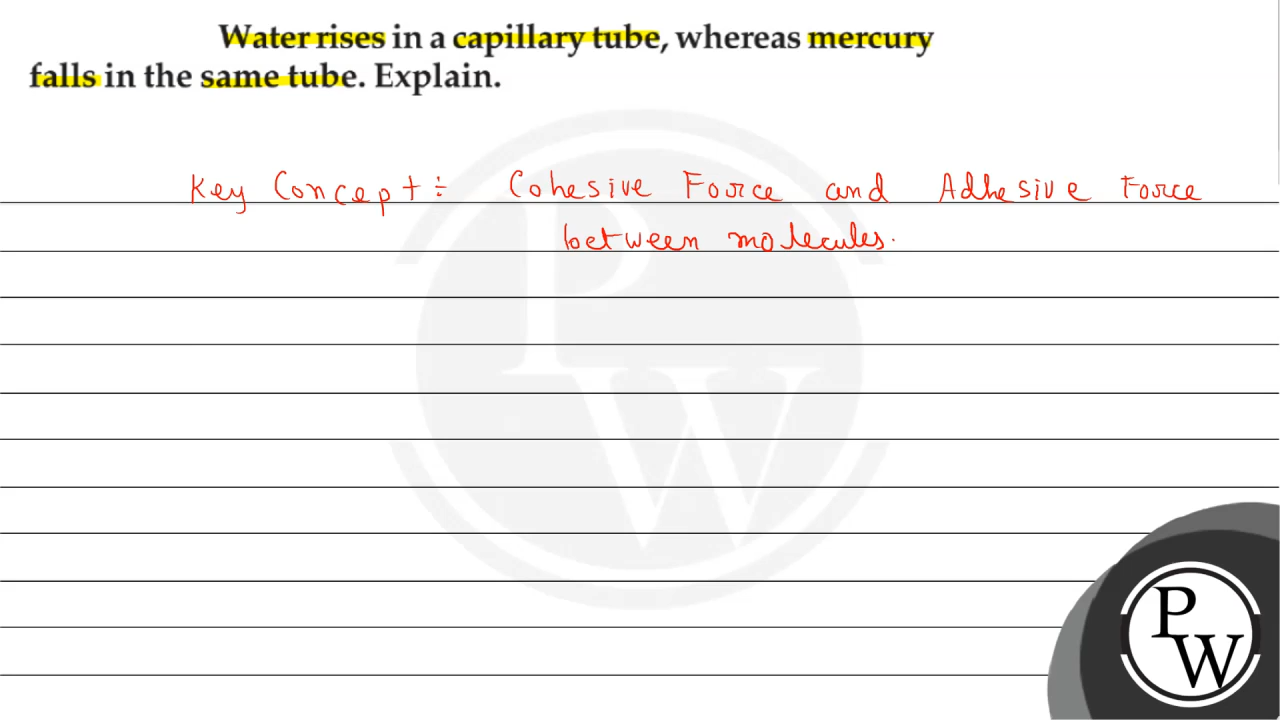 Water rises in a capillary tube, whereas mercury
falls in the same tube. Explain.
Key Concept ÷ Cohesive Force and Adhesive Force
between molecules.
P
W
P
W